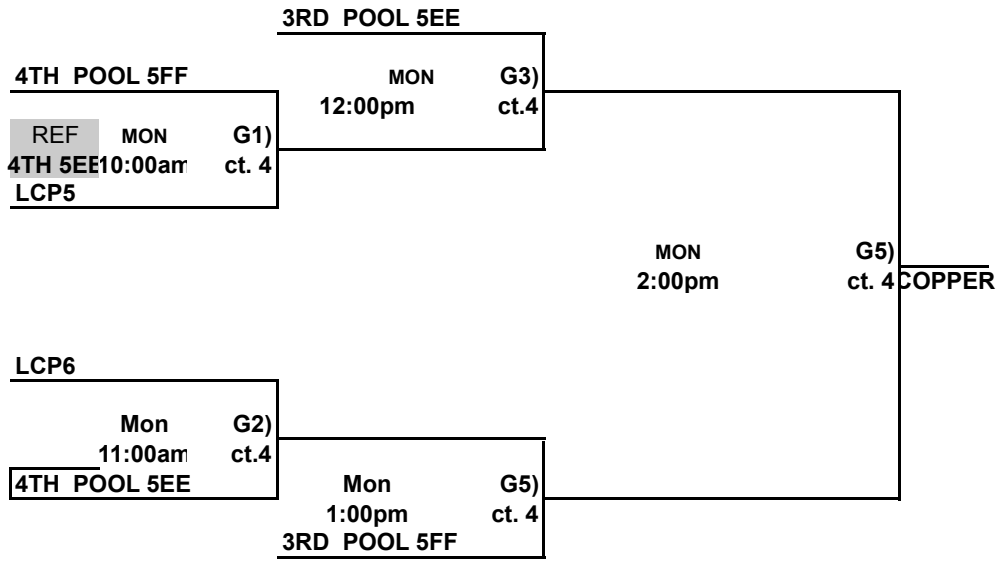 3RD POOL 5EE
4TH POOL 5FF
MON G3)
12:00pm ct.4
REF MON G1)
4TH 5EE 10:00am ct. 4
LCP5
MON G5)
2:00pm ct. 4 COPPER
LCP6
Mon G2)
11:00am ct.4
4TH POOL 5EE
Mon G5)
1:00pm ct. 4
3RD POOL 5FF